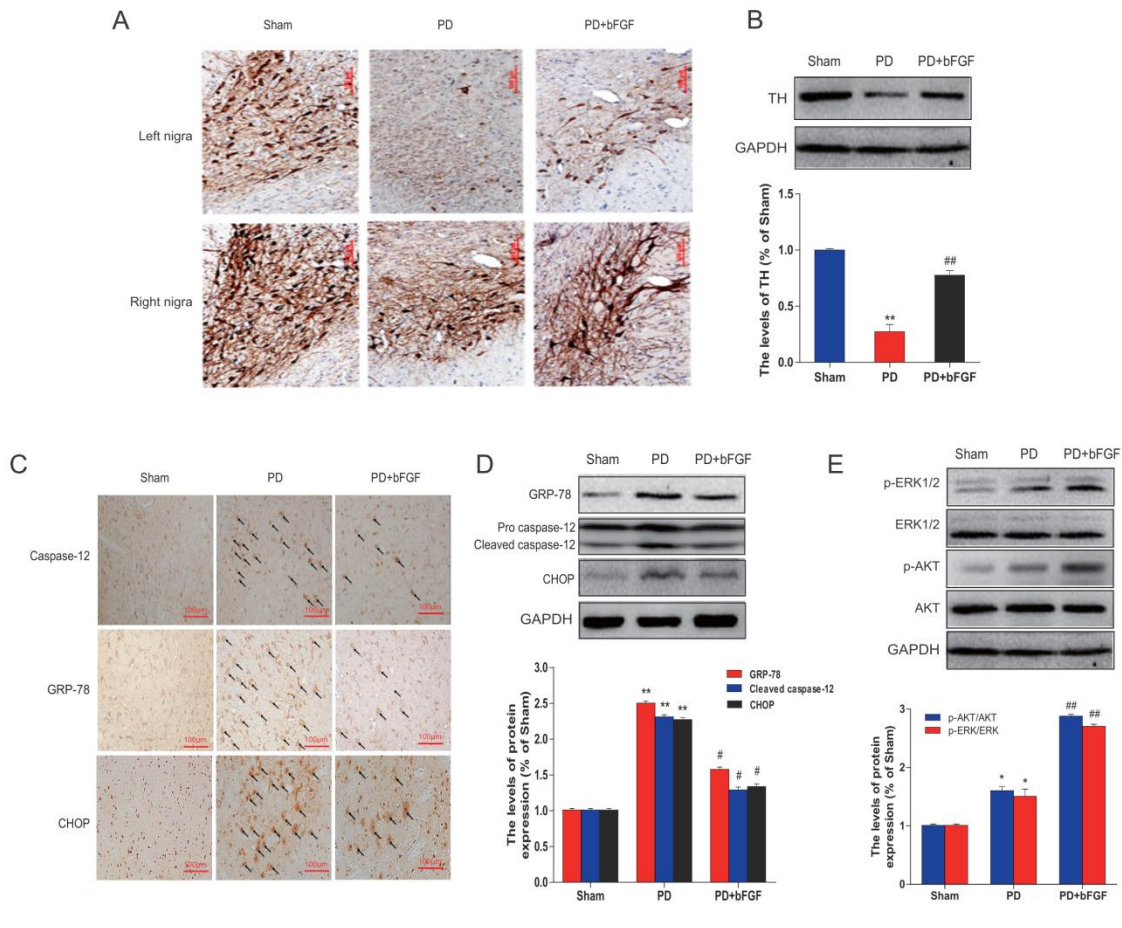 A
Sham PD PD+bFGF
Left nigra
Right nigra
B
Sham PD PD+bFGF
TH
GAPDH
The levels of TH (% of Sham)
1.5
1.0
0.5
0.0
**
##
Sham PD PD+bFGF
C
Sham PD PD+bFGF
Caspase-12
100μm 100μm 100μm
GRP-78
100μm 100μm 100μm
CHOP
100μm 100μm 100μm
D
Sham PD PD+bFGF
GRP-78
Pro caspase-12
Cleaved caspase-12
CHOP
GAPDH
The levels of protein
expression (% of Sham)
3.0
2.5
2.0
1.5
1.0
0.5
0.0
GRP-78
Cleaved caspase-12
CHOP
** ** **
# # #
Sham PD PD+bFGF
E
Sham PD PD+bFGF
p-ERK1/2
ERK1/2
p-AKT
AKT
GAPDH
The levels of protein
expression (% of Sham)
3
2
1
0
p-AKT/AKT
p-ERK/ERK
* *
## ##
Sham PD PD+bFGF